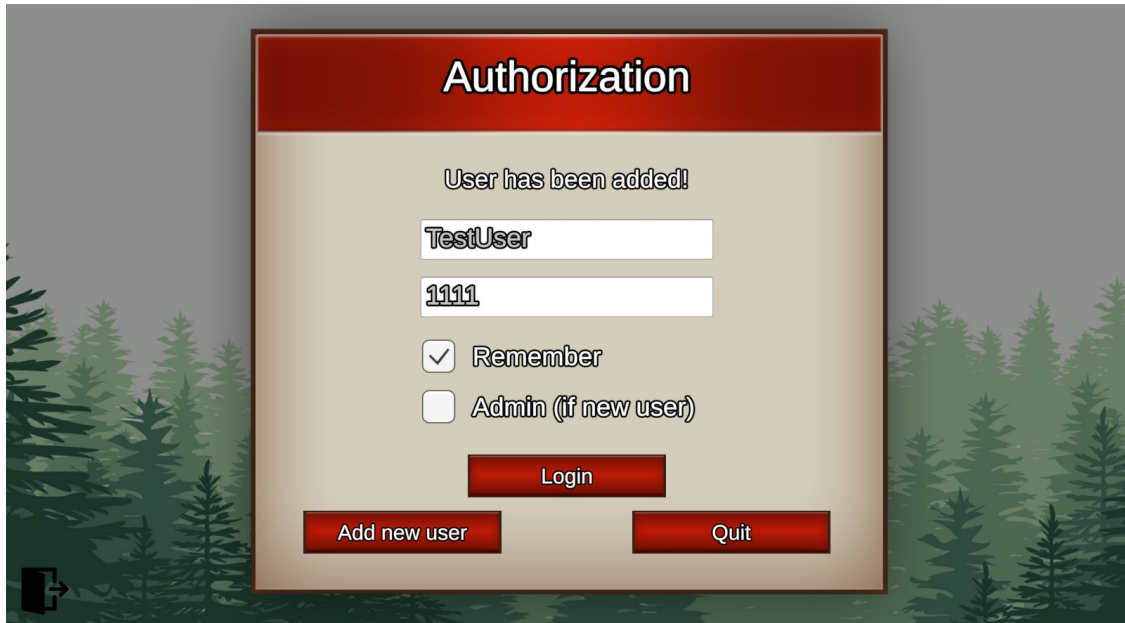 Authorization
User has been added!
TestUser
1111
Remember
Admin (if new user)
Login
Add new user
Quit